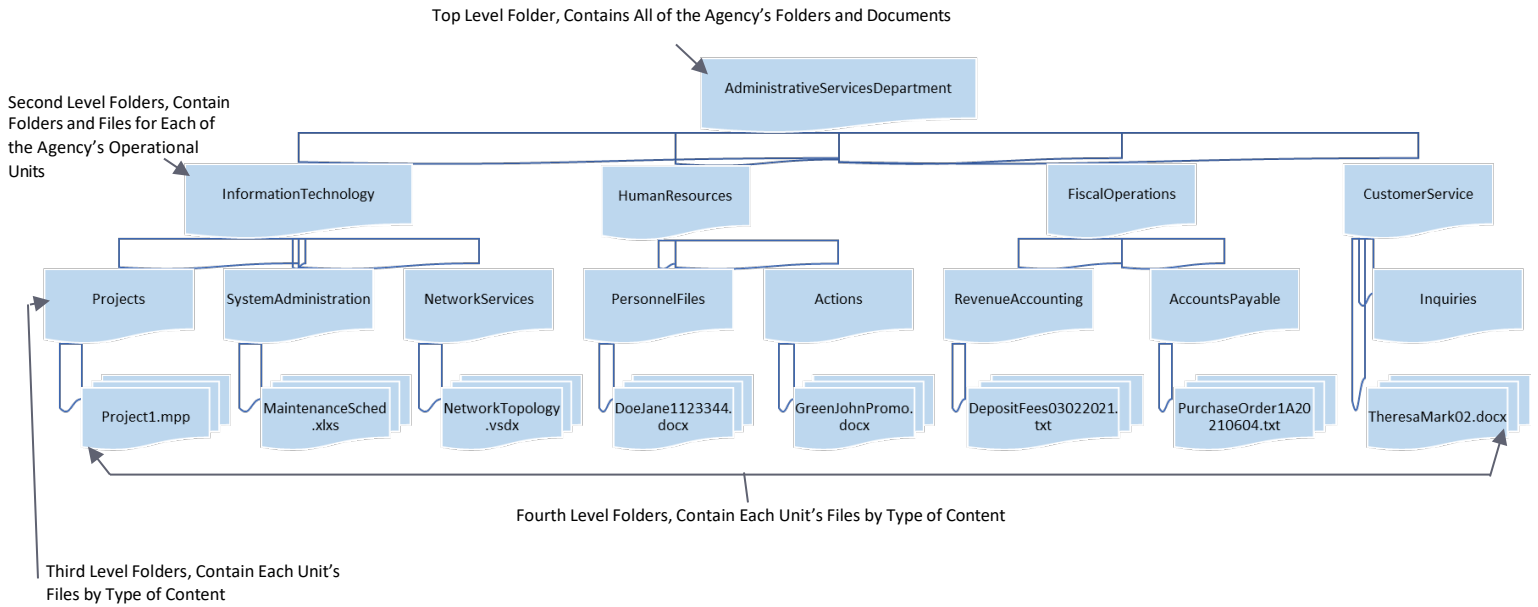 Top Level Folder, Contains All of the Agency’s Folders and Documents
AdministrativeServicesDepartment
Second Level Folders, Contain
Folders and Files for Each of
the Agency’s Operational
Units
InformationTechnology
HumanResources
FiscalOperations
CustomerService
Projects
SystemAdministration
NetworkServices
PersonnelFiles
Actions
RevenueAccounting
AccountsPayable
Inquiries
Project1.mpp
MaintenanceSched
.xlxs
NetworkTopology
.vsdx
DoeJane1123344.
docx
GreenJohnPromo.
docx
DepositFees03022021.
txt
PurchaseOrder1A20
210604.txt
TheresaMark02.docx
Fourth Level Folders, Contain Each Unit’s Files by Type of Content
Third Level Folders, Contain Each Unit’s
Files by Type of Content